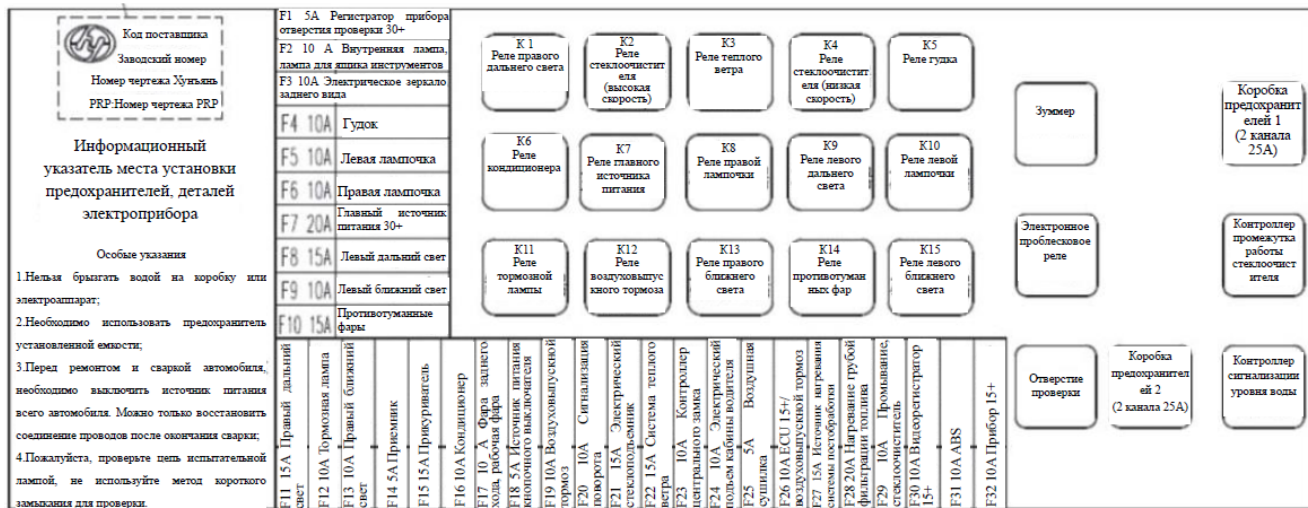 Код поставщика
Заводский номер
Номер чертежа Хунъянь
PRP:Номер чертежа PRP
Информационный
указатель места установки
предохранителей, деталей
электроприбора
Особые указания
1.Нельзя брызгать водой на коробку или
электроаппарат;
2.Необходимо использовать предохранитель
установленной емкости;
3.Перед ремонтом и сваркой автомобиля,
необходимо выключить источник питания
всего автомобиля. Можно только восстановить
соединение проводов после окончания сварки;
4.Пожалуйста, проверьте цепь испытательной
лампой, не используйте метод короткого
замыкания для проверки.
F1 5A Регистратор прибора
отверстия проверки 30+
F2 10 A Внутренняя лампа,
лампа для ящика инструментов
F3 10A Электрическое зеркало
заднего вида
F4 10A Гудок
F5 10A Левая лампочка
F6 10A Правая лампочка
F7 20A Главный источник
питания 30+
F8 15A Левый дальний свет
F9 10A Левый ближний свет
F10 15A Противотуманные
фары
K 1
Реле правого
дальнего света
K2
Реле
стеклоочистит
еля
(высокая
скорость)
K3
Реле теплого
ветра
K4
Реле
стеклоочистит
еля (низкая
скорость)
K5
Реле гудка
K6
Реле
кондиционера
K7
Реле главного
источника
питания
K8
Реле правой
лампочки
K9
Реле левого
дальнего
света
K10
Реле левой
лампочки
K11
Реле
тормозной
лампы
K12
Реле
воздуховыпус
кного тормоза
K13
Реле правого
ближнего
света
K14
Реле
противотуман
ных фар
K15
Реле левого
ближнего
света
Зуммер
Коробка
предохранит
елей 1
(2 канала
25A)
Электронное
проблесковое
реле
Контроллер
промежутка
работы
стеклоочист
ителя
Отверстие
проверки
Коробка
предохранител
ей 2
(2 канала 25A)
Контроллер
сигнализации
уровня воды
F11 15A Правый дальний
свет
F12 10A Тормозная лампа
F13 10A Правый ближний
свет
F14 5A Приемник
F15 15A Прикуриватель
F16 10A Кондиционер
F17 10 A Фара заднего
хода, рабочая фара
F18 5A Источник питания
кнопочного выключателя
F19 10A Воздуховыпускной
тормоз
F20 10A Сигнализация
поворота
F21 15A Электрический
стеклоподъемник
F22 15A Система теплого
ветра
F23 10A Контроллер
центрального замка
F24 10A Электрический
подъем кабины водителя
F25 5A Воздушная
сушилка
F26 10A ECU 15+/
воздуховыпускной тормоз
F27 15A Источник нагревания
системы постобработки
F28 20A Нагревание грубой
фильтрации топлива
F29 10A Промывание,
стеклоочиститель
F30 10A Видеорегистратор
15+
F31 10A ABS
F32 10A Прибор 15+